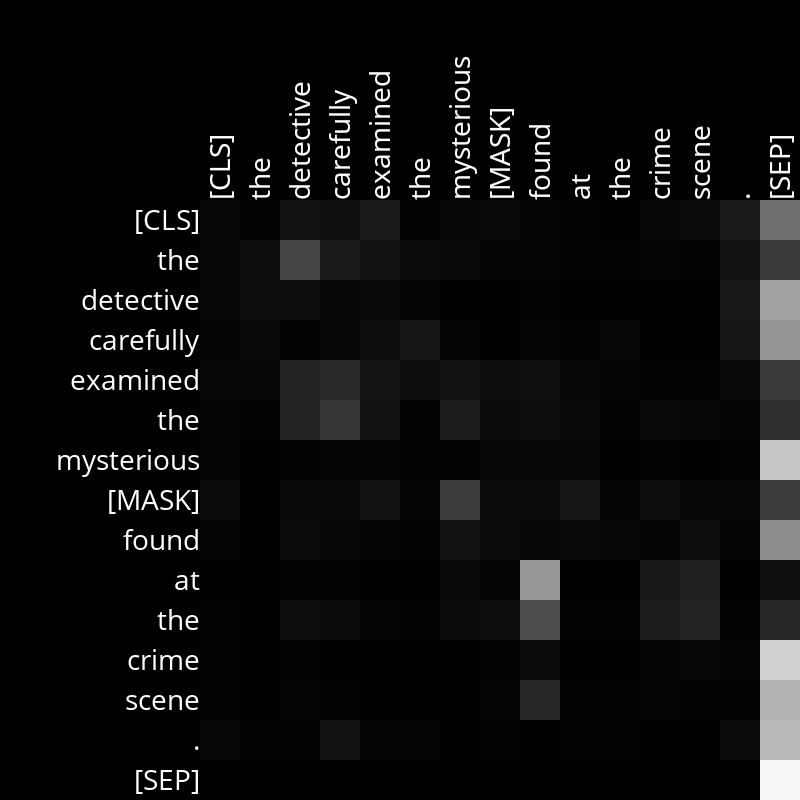 [CLS] the detective carefully examined the mysterious [MASK] found at the crime scene . [SEP]
[CLS]
the
detective
carefully
examined
the
mysterious
[MASK]
found
at
the
crime
scene
.
[SEP]